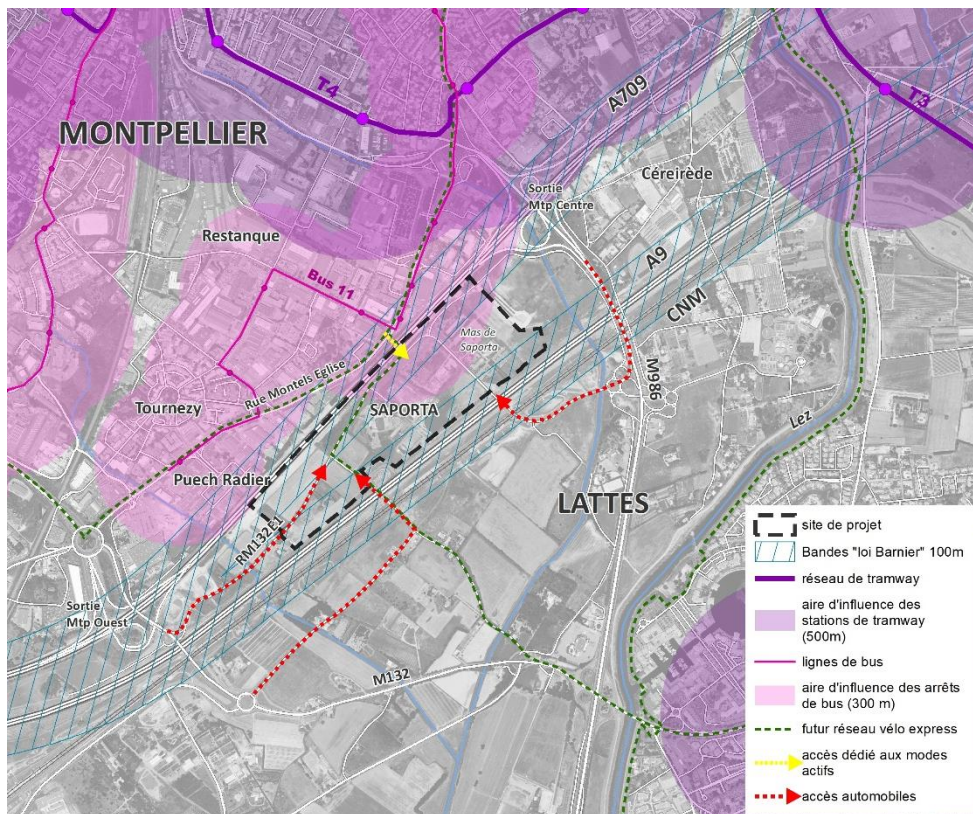 T4
A709
T3
MONTPELLIER
Céreirède
Sortie
Mtp Centre
Restanque
A9
Bus 11
CNM
Mas de
Saporta
Rue Montels Eglise
M986
Tournezy
SAPORTA
Lez
Puech Radier
LATTES
RM132E1
Sortie
Mtp Ouest
M132
site de projet
Bandes "loi Barnier" 100m
réseau de tramway
aire d'influence des
stations de tramway
(500m)
lignes de bus
aire d'influence des arrêts
de bus (300 m)
futur réseau vélo express
accès dédié aux modes
actifs
accès automobiles